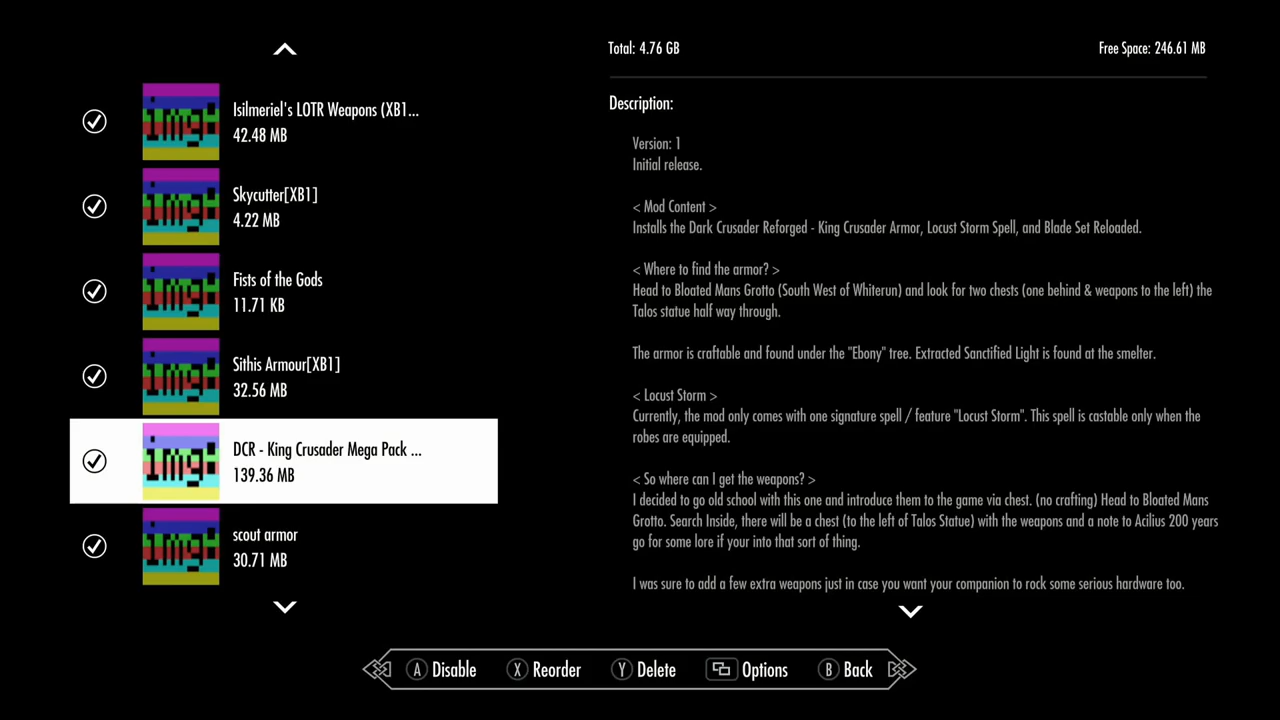 Total: 4.76 GB
Free Space: 246.61 MB
Isilmeriel's LOTR Weapons (XB1...
42.48 MB
Skycutter[XB1]
4.22 MB
Fists of the Gods
11.71 KB
Sithis Armour[XB1]
32.56 MB
DCR - King Crusader Mega Pack ...
139.36 MB
scout armor
30.71 MB
img:
img:
img:
img:
img:
img:
Description:
Version: 1
Initial release.
< Mod Content >
Installs the Dark Crusader Reforged - King Crusader Armor, Locust Storm Spell, and Blade Set Reloaded.
< Where to find the armor? >
Head to Bloated Mans Grotto (South West of Whiterun) and look for two chests (one behind & weapons to the left) the
Talos statue half way through.
The armor is craftable and found under the "Ebony" tree. Extracted Sanctified Light is found at the smelter.
< Locust Storm >
Currently, the mod only comes with one signature spell / feature "Locust Storm". This spell is castable only when the
robes are equipped.
< So where can I get the weapons? >
I decided to go old school with this one and introduce them to the game via chest. (no crafting) Head to Bloated Mans
Grotto. Search Inside, there will be a chest (to the left of Talos Statue) with the weapons and a note to Acilius 200 years
go for some lore if your into that sort of thing.
I was sure to add a few extra weapons just in case you want your companion to rock some serious hardware too.
A Disable
X Reorder
Y Delete
Options
B Back